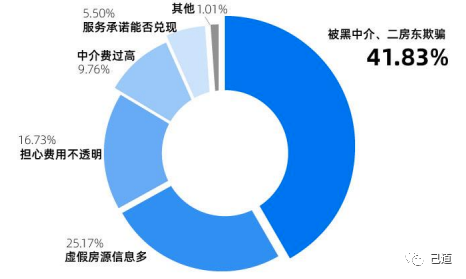 5.50%
服务承诺能否兑现
其他 1.01%
被黑中介、二房东欺骗
41.83%
中介费过高
9.76%
16.73%
担心费用不透明
25.17%
虚假房源信息多
己道